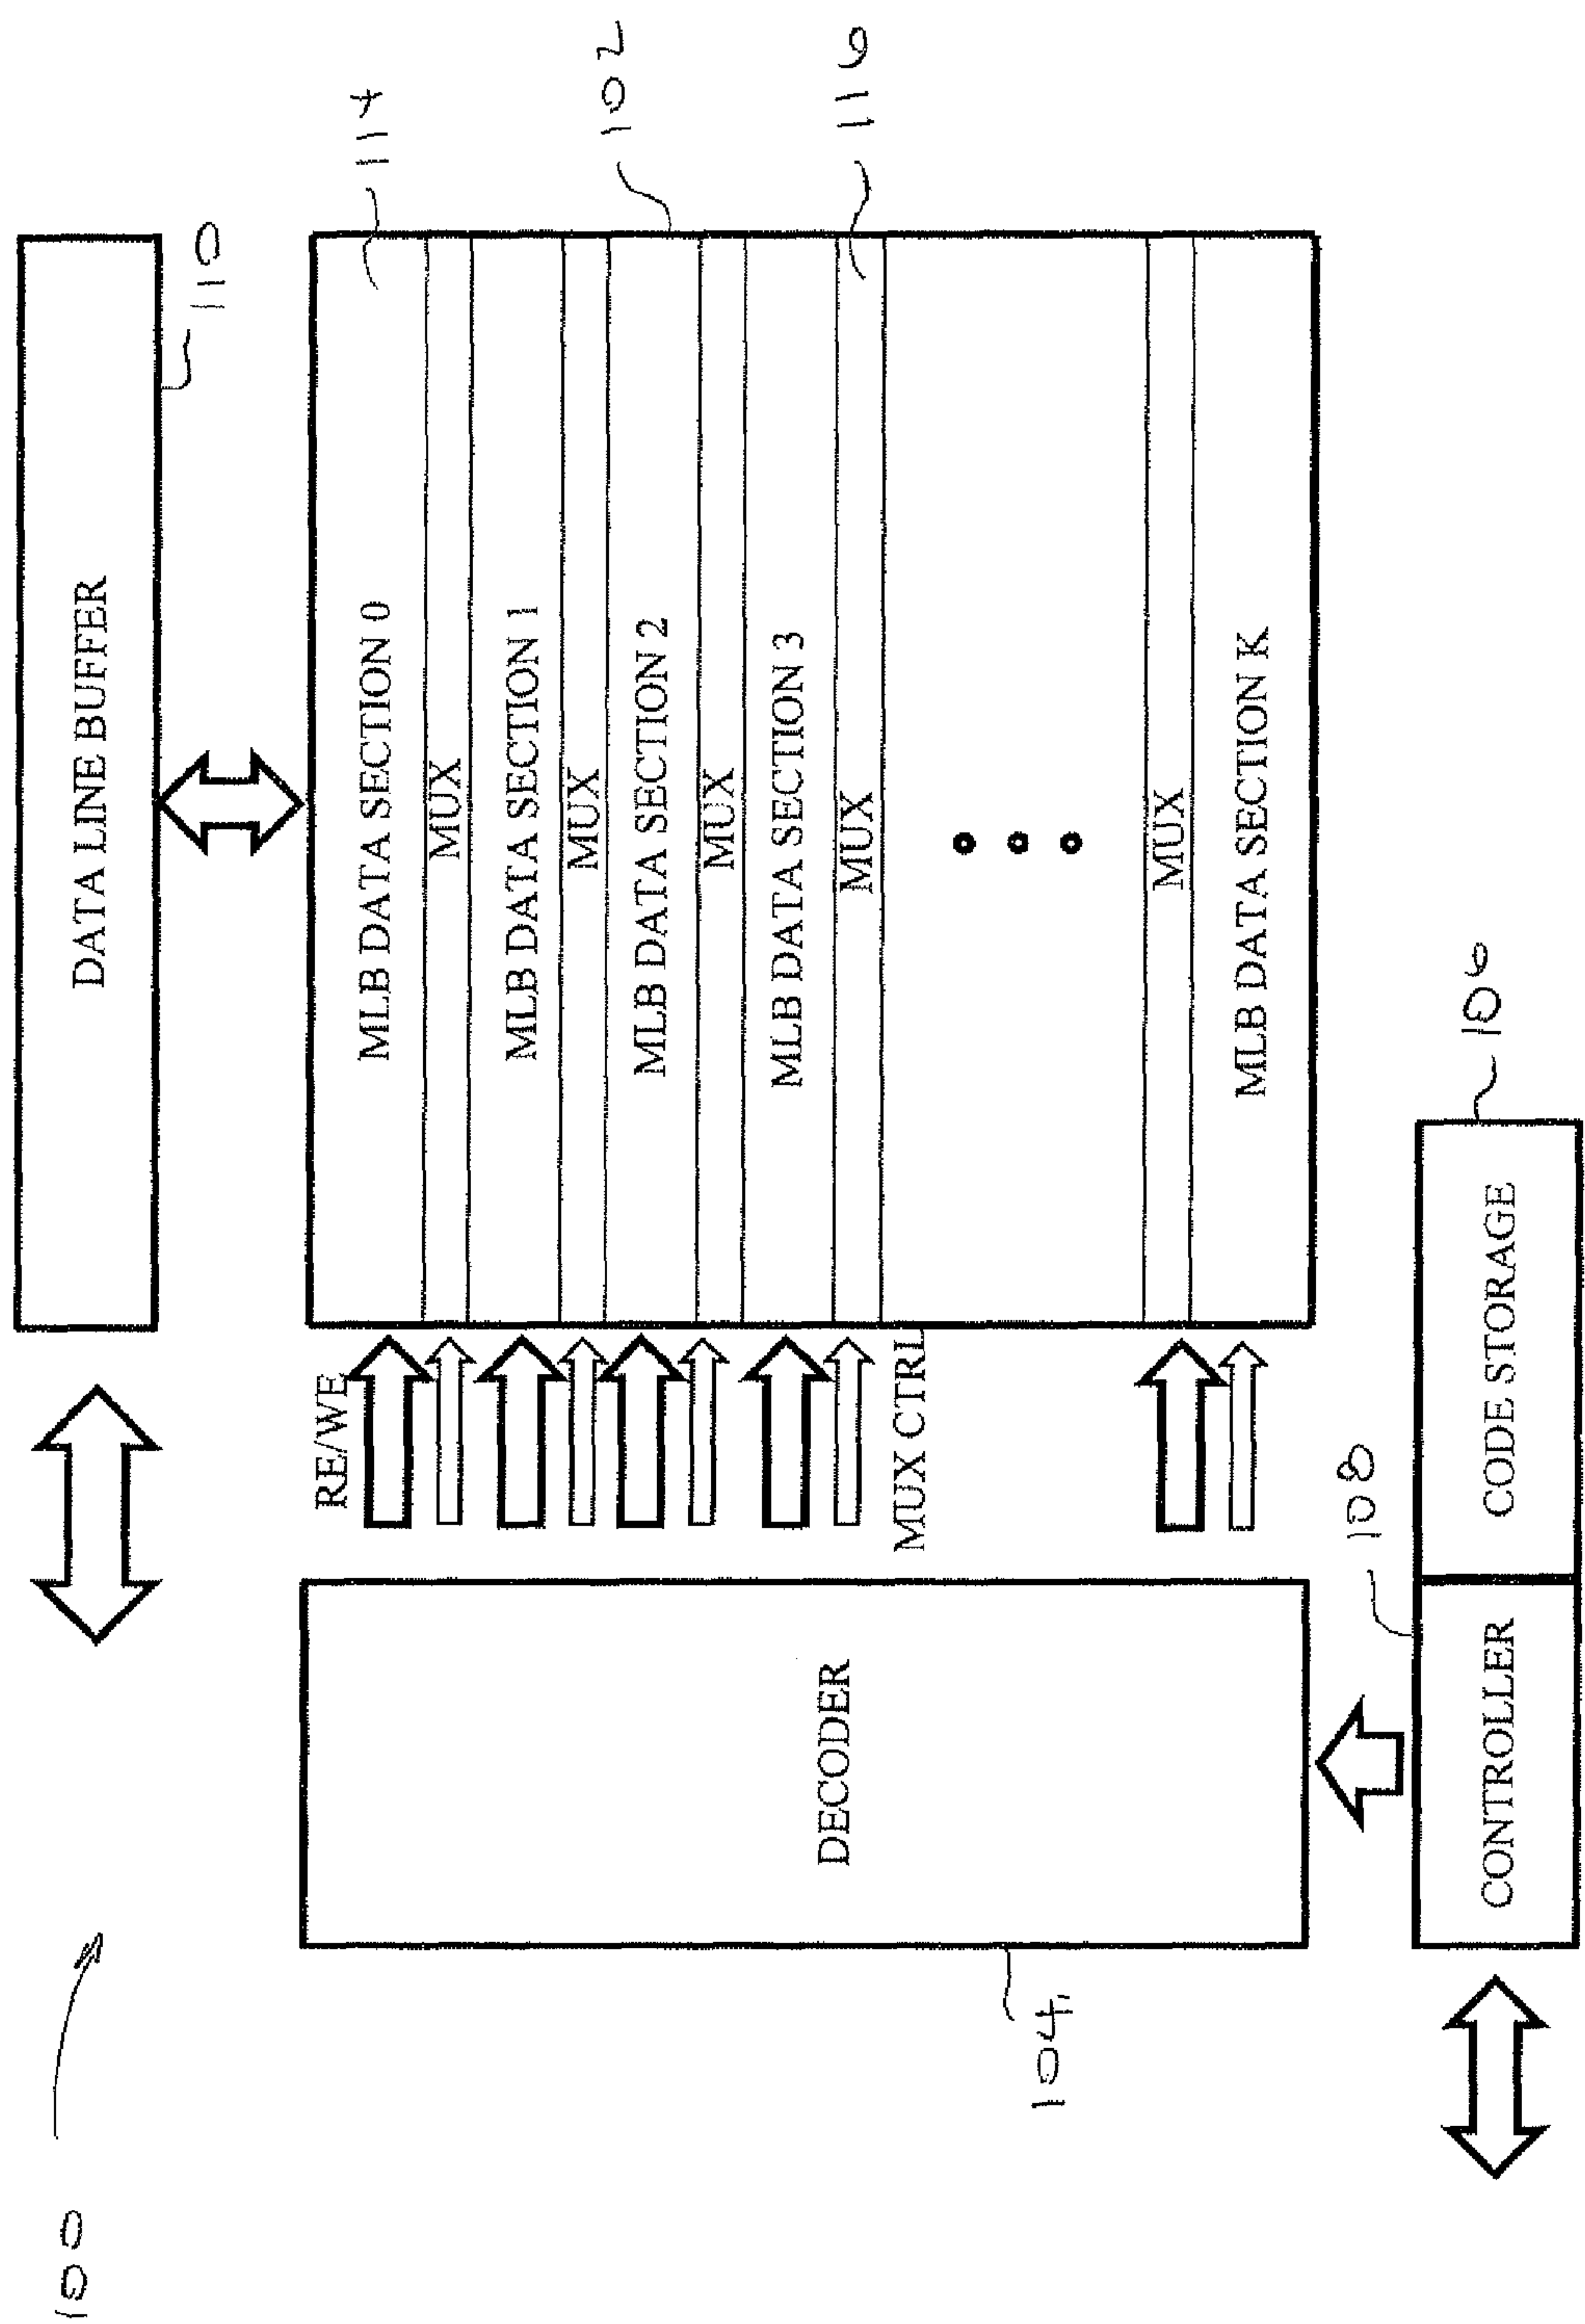 100
DATA LINE BUFFER
110
RE/WE
MLB DATA SECTION 0
114
MUX
MLB DATA SECTION 1
MUX
MLB DATA SECTION 2
102
MUX
MLB DATA SECTION 3
DECODER
MUX
116
MUX CTRL
104
MUX
MLB DATA SECTION K
108
CONTROLLER
CODE STORAGE
106